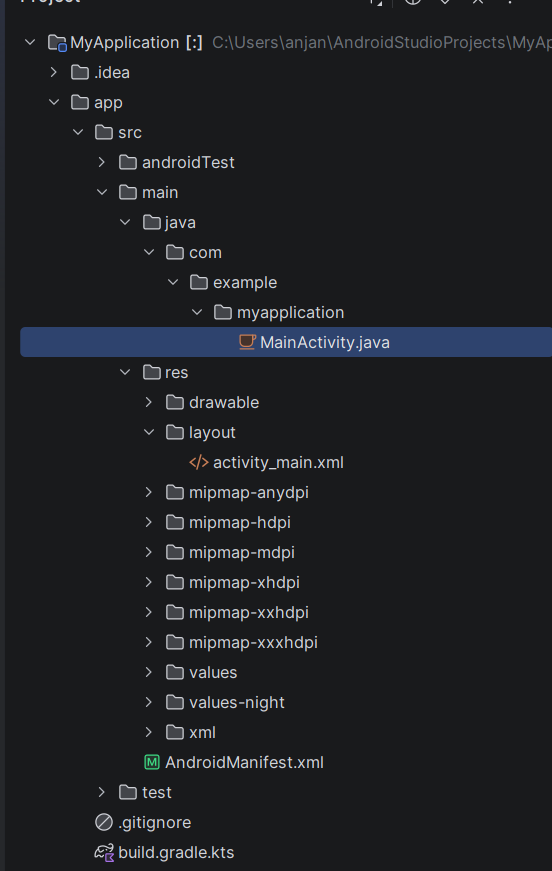 Project
MyApplication [:] C:\Users\anjan\AndroidStudioProjects\MyAp
.idea
app
src
androidTest
main
java
com
example
myapplication
MainActivity.java
res
drawable
layout
activity_main.xml
mipmap-anydpi
mipmap-hdpi
mipmap-mdpi
mipmap-xhdpi
mipmap-xxhdpi
mipmap-xxxhdpi
values
values-night
xml
AndroidManifest.xml
test
.gitignore
build.gradle.kts